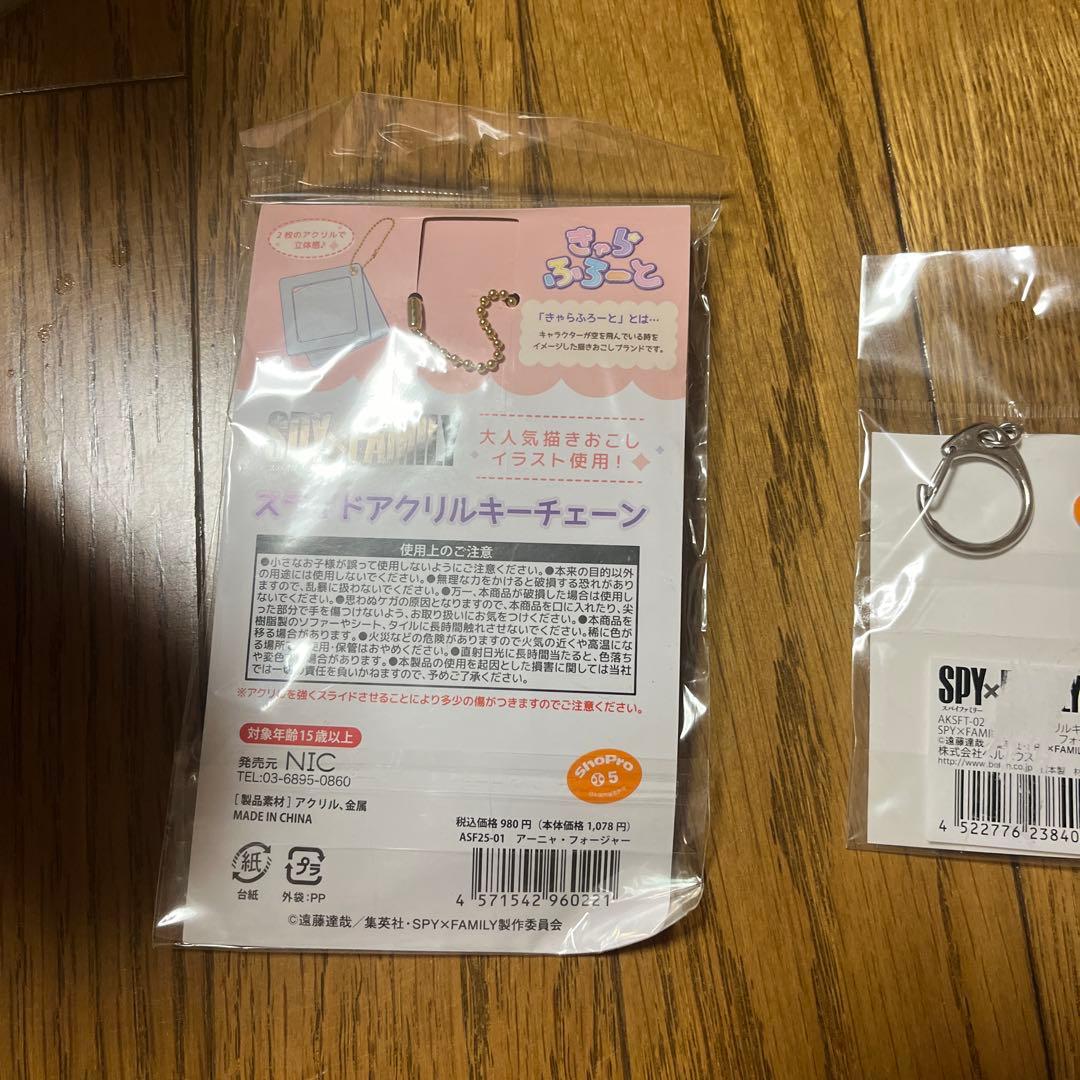 2枚のアクリルで
立体感♪
きゃら
ふろーと
「きゃらふろーと」とは…
キャラクターが空を飛んでいる時を
イメージした描きおこしブランドです。
SPY×FAMILY
大人気描きおこし
イラスト使用！
スライドアクリルキーチェーン
使用上のご注意
●小さなお子様が誤って使用しないようにご注意ください。●本来の目的以外
の用途には使用しないでください。●無理な力をかけると破損する恐れがあり
ますので、乱暴に扱わないでください。●万一、本商品が破損した場合は使用し
ないでください。●思わぬケガの原因となりますので、本商品を口に入れたり、尖
った部分で手を傷つけないよう、お取り扱いにお気をつけください。●本商品を
樹脂製のソファーやシート、タイルに長時間触れさせないでください。稀に色が
移る場合があります。●火災などの危険がありますので火気の近くや高温にな
る場所での使用・保管はおやめください。●直射日光に長時間当たると、色落ち
や変色する場合があります。●本製品の使用を起因とした損害に関しては当社
では一切の責任を負いかねますので、予めご了承ください。
※アクリルを強くスライドさせることにより多少の傷がつきますのでご注意ください。
対象年齢15歳以上
発売元 NIC
TEL:03-6895-0860
ShoPro
5
[製品素材] アクリル、金属
MADE IN CHINA
税込価格 980円（本体価格 1,078円）
ASF25-01 アーニャ・フォージャー
紙
台紙
プラ
外袋:PP
4 571542 960221
©遠藤達哉／集英社・SPY×FAMILY製作委員会
SPY×
スパイファミリー
AKSFT-02
SPY×FAMI
©遠藤達哉
株式会社ベル
http://www.be
.co.jp
4 522776 23840